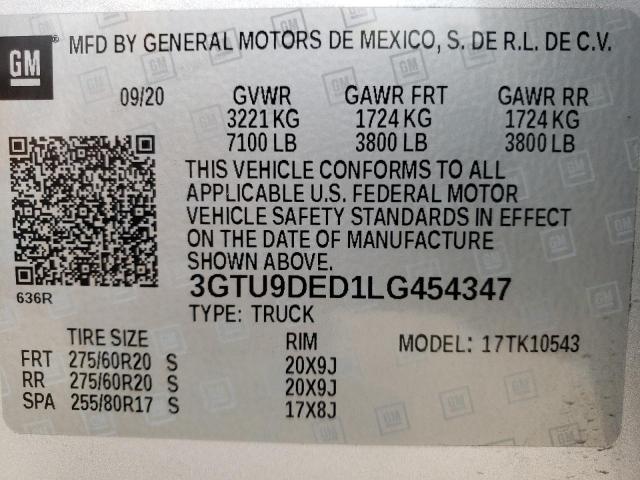 GM ® MFD BY GENERAL MOTORS DE MEXICO, S. DE R.L. DE C.V.
09/20 GVWR GAWR FRT GAWR RR
3221 KG 1724 KG 1724 KG
7100 LB 3800 LB 3800 LB
THIS VEHICLE CONFORMS TO ALL
APPLICABLE U.S. FEDERAL MOTOR
VEHICLE SAFETY STANDARDS IN EFFECT
ON THE DATE OF MANUFACTURE
SHOWN ABOVE.
636R 3GTU9DED1LG454347
TYPE: TRUCK
TIRE SIZE RIM MODEL: 17TK10543
FRT 275/60R20 S 20X9J
RR 275/60R20 S 20X9J
SPA 255/80R17 S 17X8J